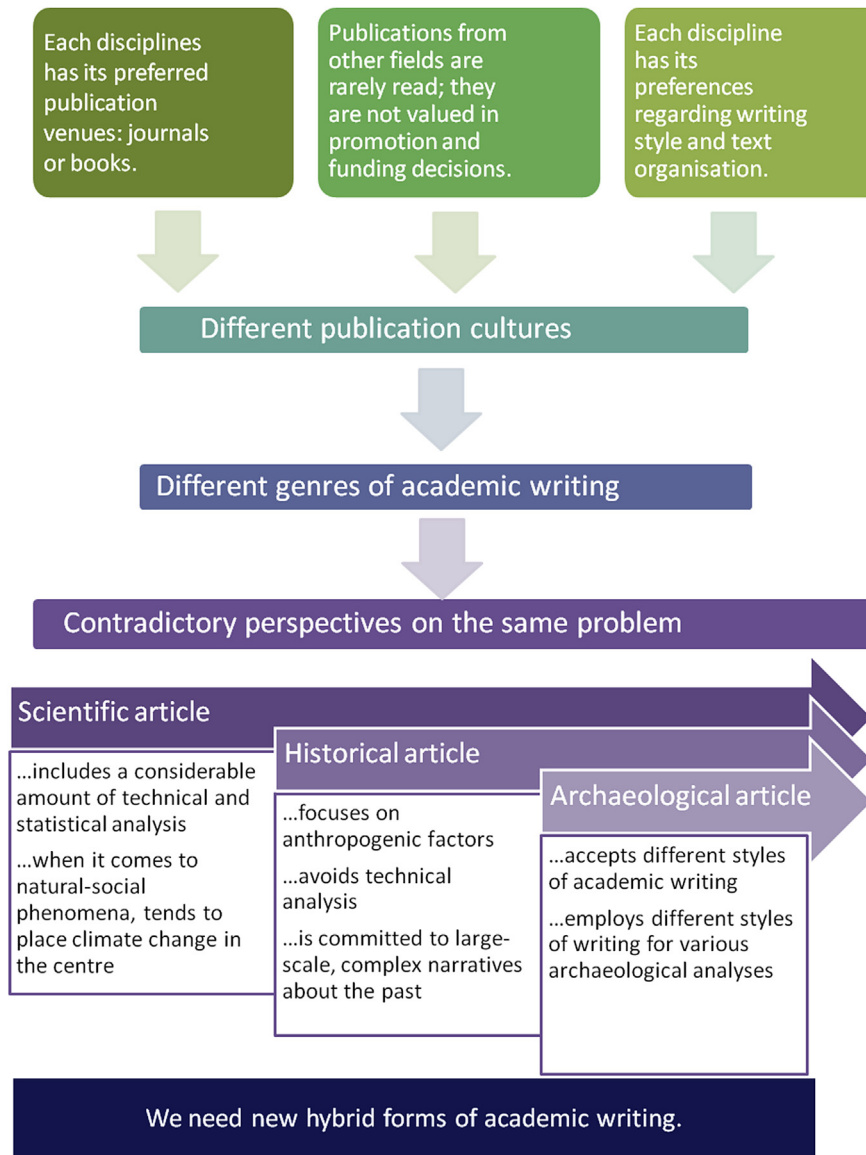 Each disciplines
has its preferred
publication
venues: journals
or books.
Publications from
other fields are
rarely read; they
are not valued in
promotion and
funding decisions.
Each discipline
has its
preferences
regarding writing
style and text
organisation.
Different publication cultures
Different genres of academic writing
Contradictory perspectives on the same problem
Scientific article
...includes a considerable
amount of technical and
statistical analysis
...when it comes to
natural-social
phenomena, tends to
place climate change in
the centre
Historical article
...focuses on
anthropogenic factors
...avoids technical
analysis
...is committed to large-
scale, complex narratives
about the past
Archaeological article
...accepts different styles
of academic writing
...employs different styles
of writing for various
archaeological analyses
We need new hybrid forms of academic writing.